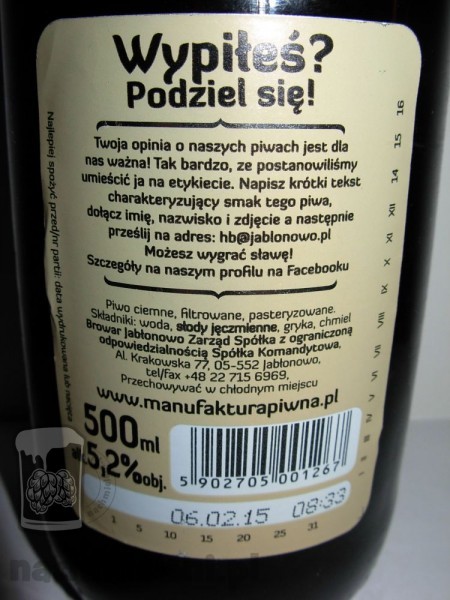 Wypiłeś?
Podziel się!
Twoja opinia o naszych piwach jest dla
nas ważna! Tak bardzo, ze postanowiliśmy
umieścić ja na etykiecie. Napisz krótki tekst
charakteryzujący smak tego piwa,
dołącz imię, nazwisko i zdjęcie a następnie
prześlij na adres: hb@jablonowo.pl
Możesz wygrać sławę!
Szczegóły na naszym profilu na Facebooku
Piwo ciemne, filtrowane, pasteryzowane.
Składniki: woda, słody jęczmienne, gryka, chmiel
Browar Jabłonowo Zarząd Spółka z ograniczoną
odpowiedzialnością Spółka Komandytowa.
Al. Krakowska 77, 05-552 Jabłonowo,
tel/fax +48 22 715 6969,
Przechowywać w chłodnym miejscu
www.manufakturapiwna.pl
500ml
5,2%obj.
5 902705 001267
06.02.15 08:33
1 5 10 15 20 25 31
Najlepiej spożyć przed/nr partii: data wydrukowana lub nacięta
I II III IV V VI VII VIII IX X XI XII 14 15 16